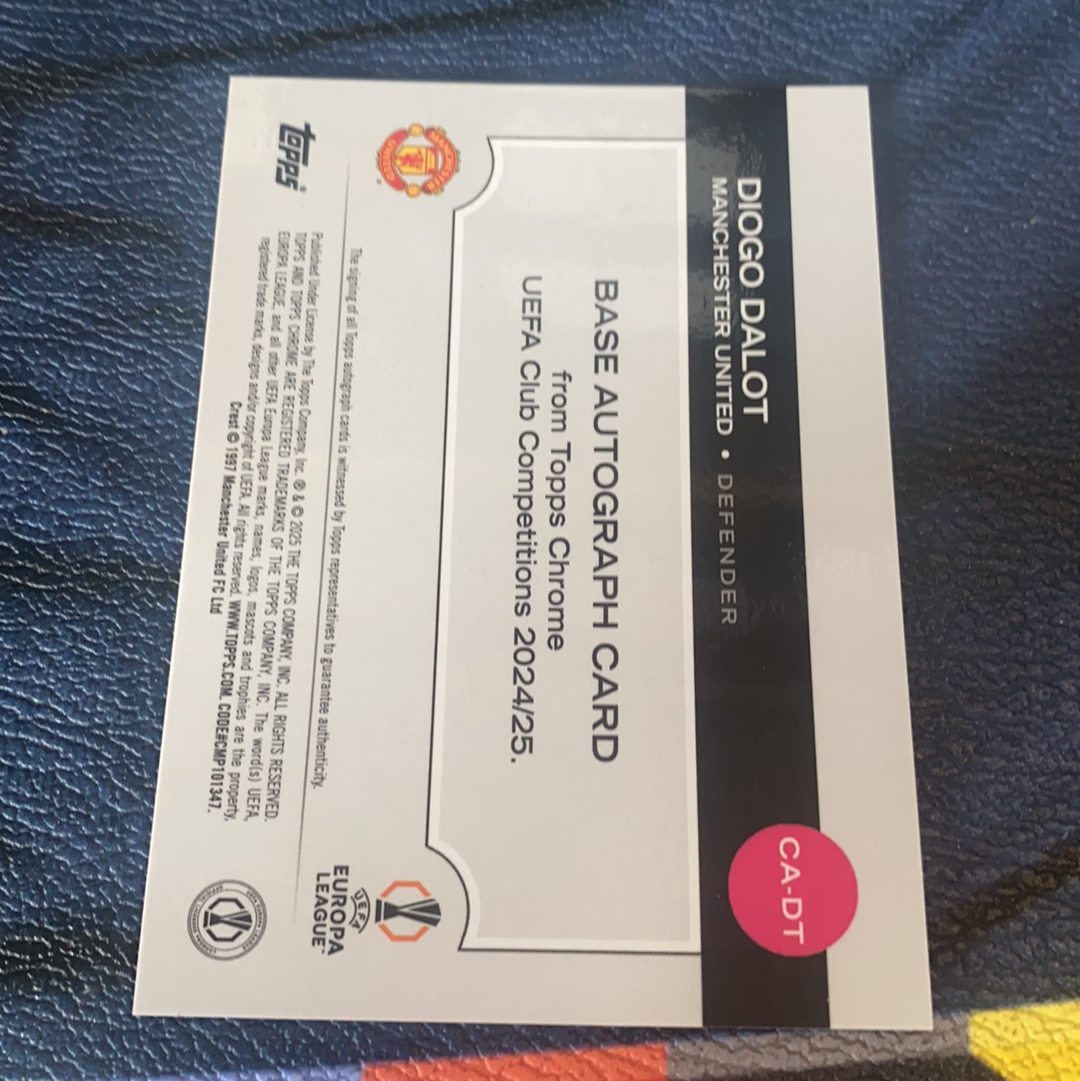 DIOGO DALOT
MANCHESTER UNITED • DEFENDER
CA-DT
BASE AUTOGRAPH CARD
from Topps Chrome
UEFA Club Competitions 2024/25.
MANCHESTER
UNITED
UEFA
EUROPA
LEAGUE™
The signing of all Topps autograph cards is witnessed by Topps representatives to guarantee authenticity.
topps
Published Under License by The Topps Company, Inc. ® & © 2025 THE TOPPS COMPANY, INC. ALL RIGHTS RESERVED.
TOPPS AND TOPPS CHROME ARE REGISTERED TRADEMARKS OF THE TOPPS COMPANY, INC. The word(s) UEFA,
EUROPA LEAGUE, and all other UEFA Europa League marks, names, logos, mascots and trophies are the property,
registered trade marks, designs and/or copyright of UEFA. All rights reserved. WWW.TOPPS.COM. CODE#CMP101347.
Crest © 1997 Manchester United FC Ltd